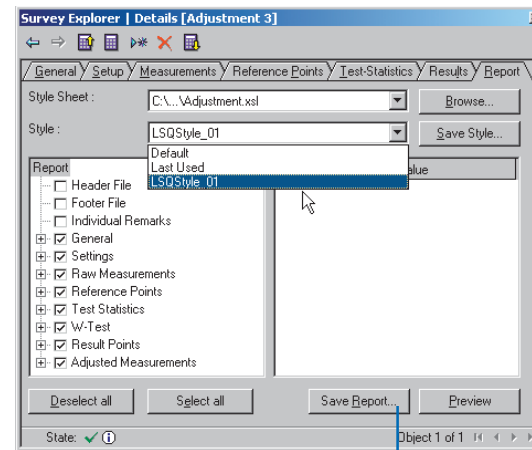 Survey Explorer | Details [Adjustment 3]
General Setup Measurements Reference Points Test-Statistics Results Report
Style Sheet : C:\...\Adjustment.xsl Browse...
Style : LSQStyle_01 Save Style...
Default
Last Used
LSQStyle_01
Report alue
Header File
Footer File
Individual Remarks
General
Settings
Raw Measurements
Reference Points
Test Statistics
W-Test
Result Points
Adjusted Measurements
Deselect all Select all Save Report... Preview
State: Object 1 of 1